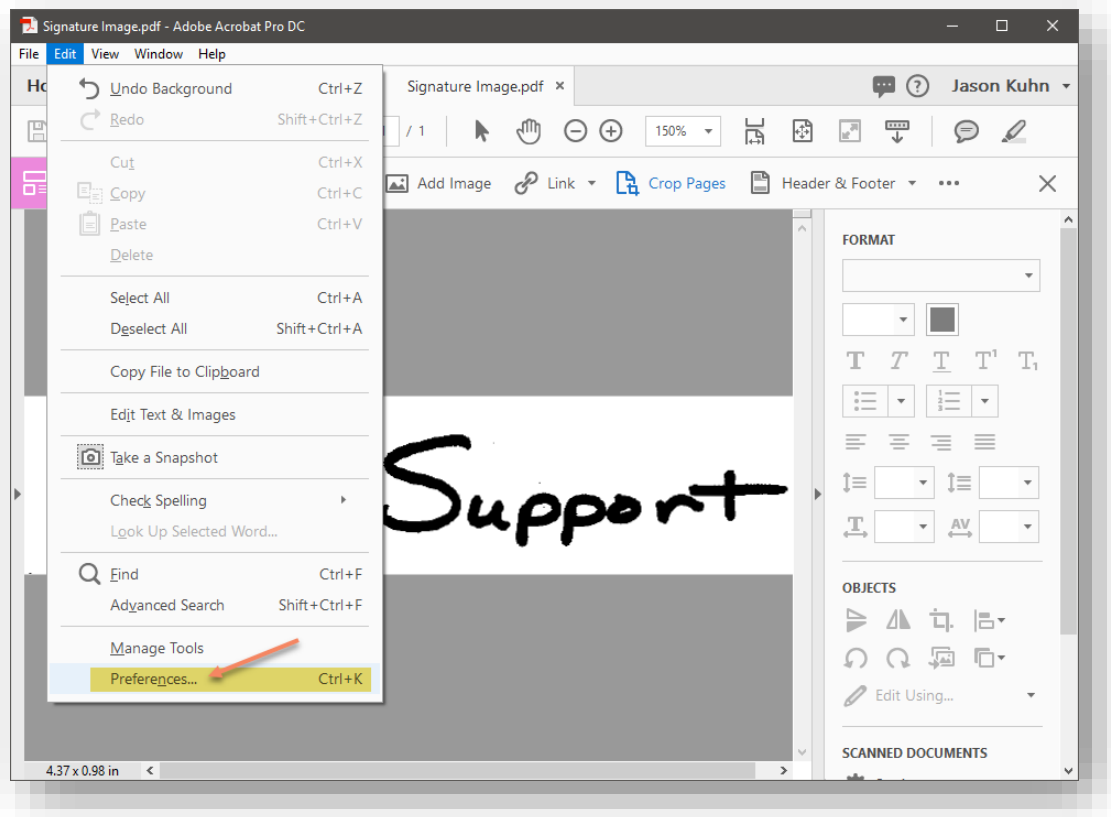 Signature Image.pdf - Adobe Acrobat Pro DC
File Edit View Window Help
Signature Image.pdf × Jason Kuhn
Undo Background Ctrl+Z
Redo Shift+Ctrl+Z
/ 1 150%
Cut Ctrl+X
Add Image Link Crop Pages Header & Footer
Copy Ctrl+C
Paste Ctrl+V
Delete
Select All Ctrl+A
Deselect All Shift+Ctrl+A
Copy File to Clipboard
Edit Text & Images
Take a Snapshot
Check Spelling
Look Up Selected Word...
Find Ctrl+F
Advanced Search Shift+Ctrl+F
Manage Tools
Preferences... Ctrl+K
Support
FORMAT
OBJECTS
Edit Using...
SCANNED DOCUMENTS
4.37 x 0.98 in